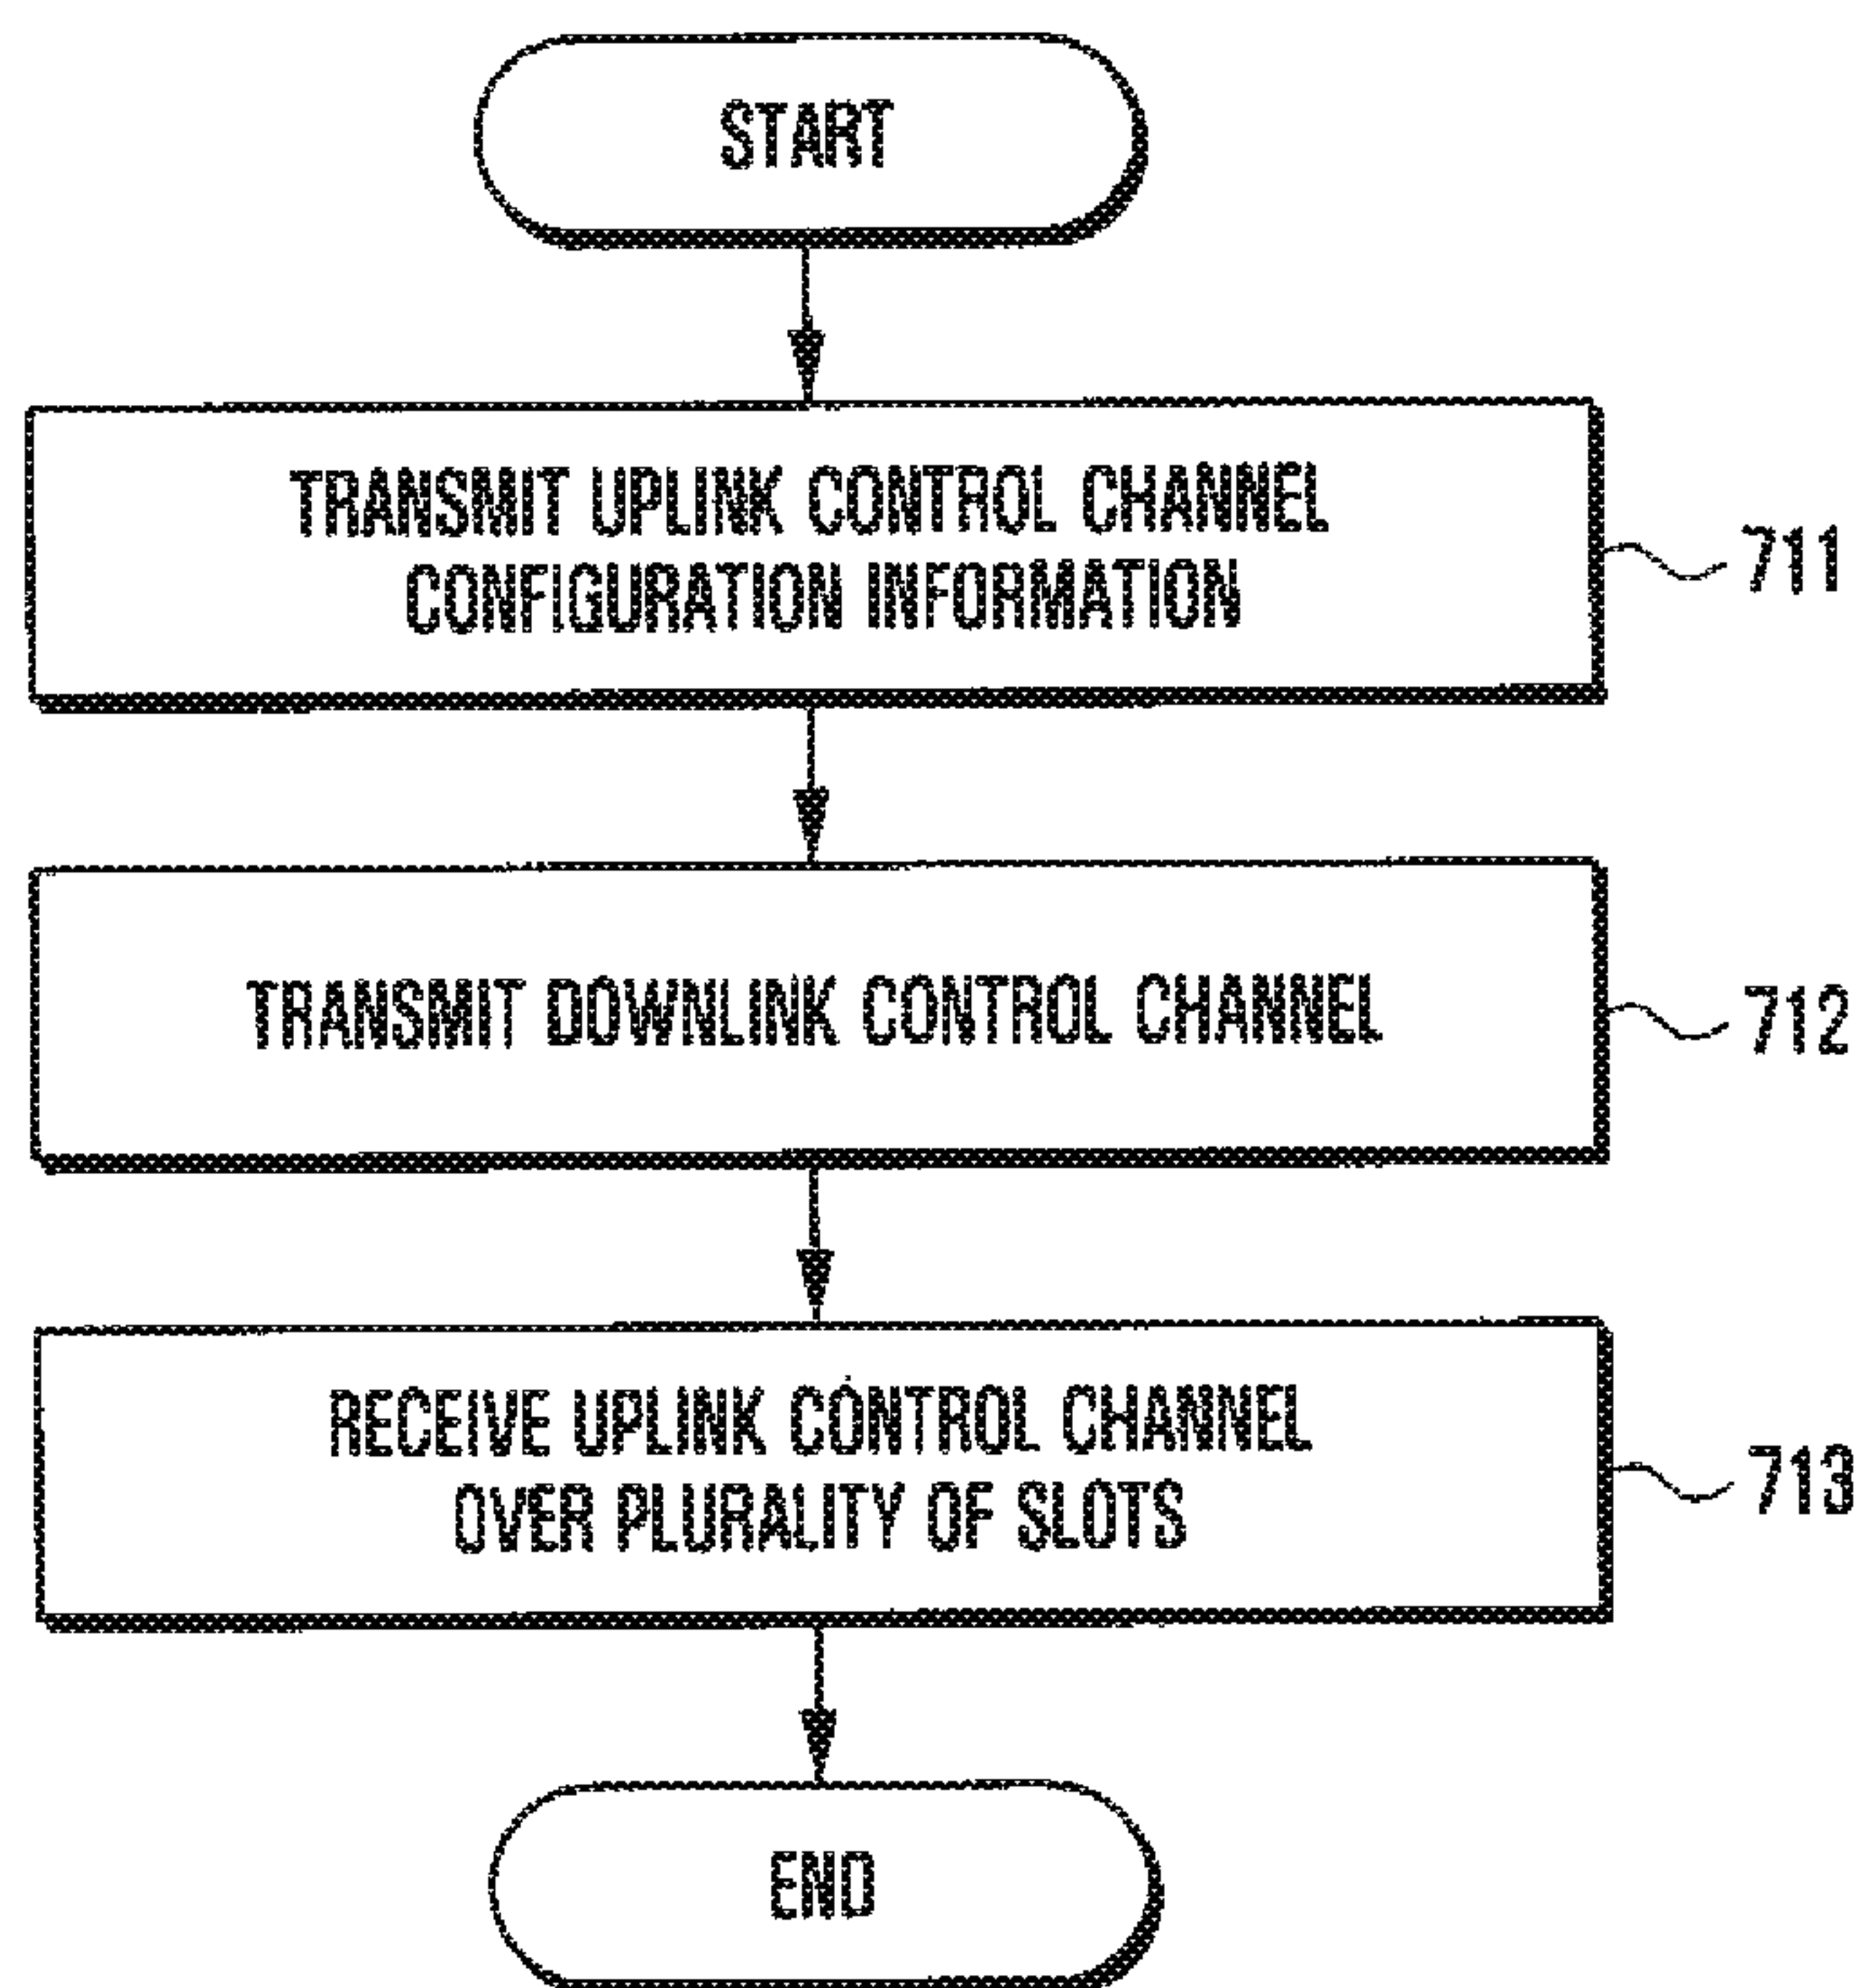 START
TRANSMIT UPLINK CONTROL CHANNEL
CONFIGURATION INFORMATION
711
TRANSMIT DOWNLINK CONTROL CHANNEL
712
RECEIVE UPLINK CONTROL CHANNEL
OVER PLURALITY OF SLOTS
713
END